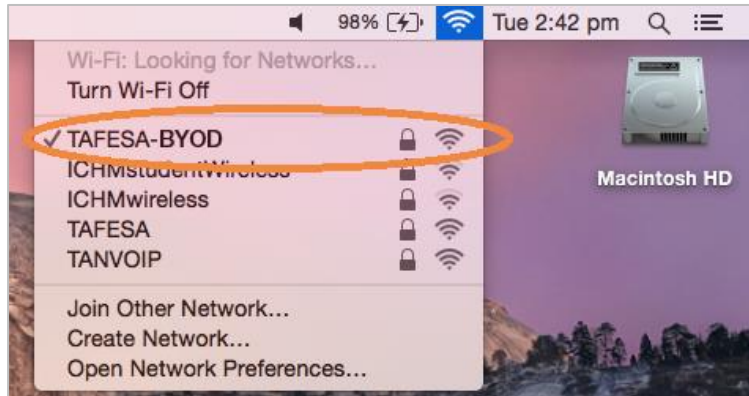 98% Tue 2:42 pm
Wi-Fi: Looking for Networks...
Turn Wi-Fi Off
TAFESA-BYOD
ICHMstudentWireless
ICHMwireless
TAFESA
TANVOIP
Join Other Network...
Create Network...
Open Network Preferences...
Macintosh HD